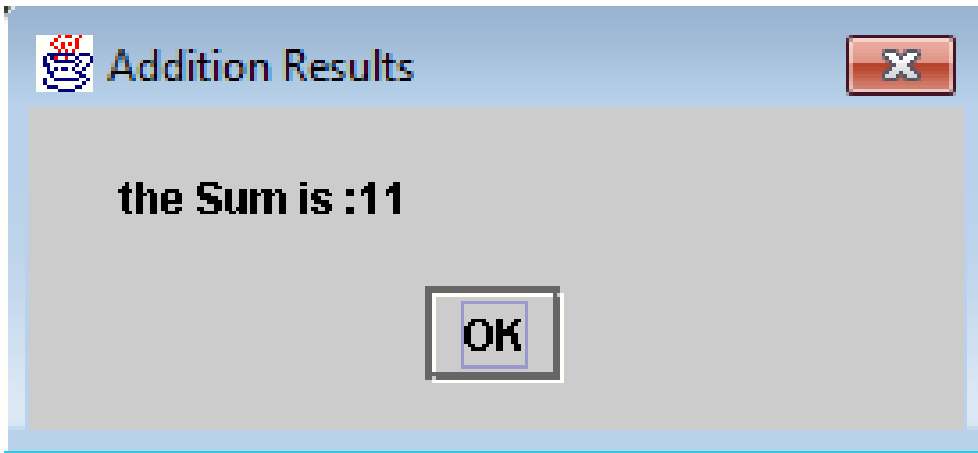 Addition Results
the Sum is :11
OK